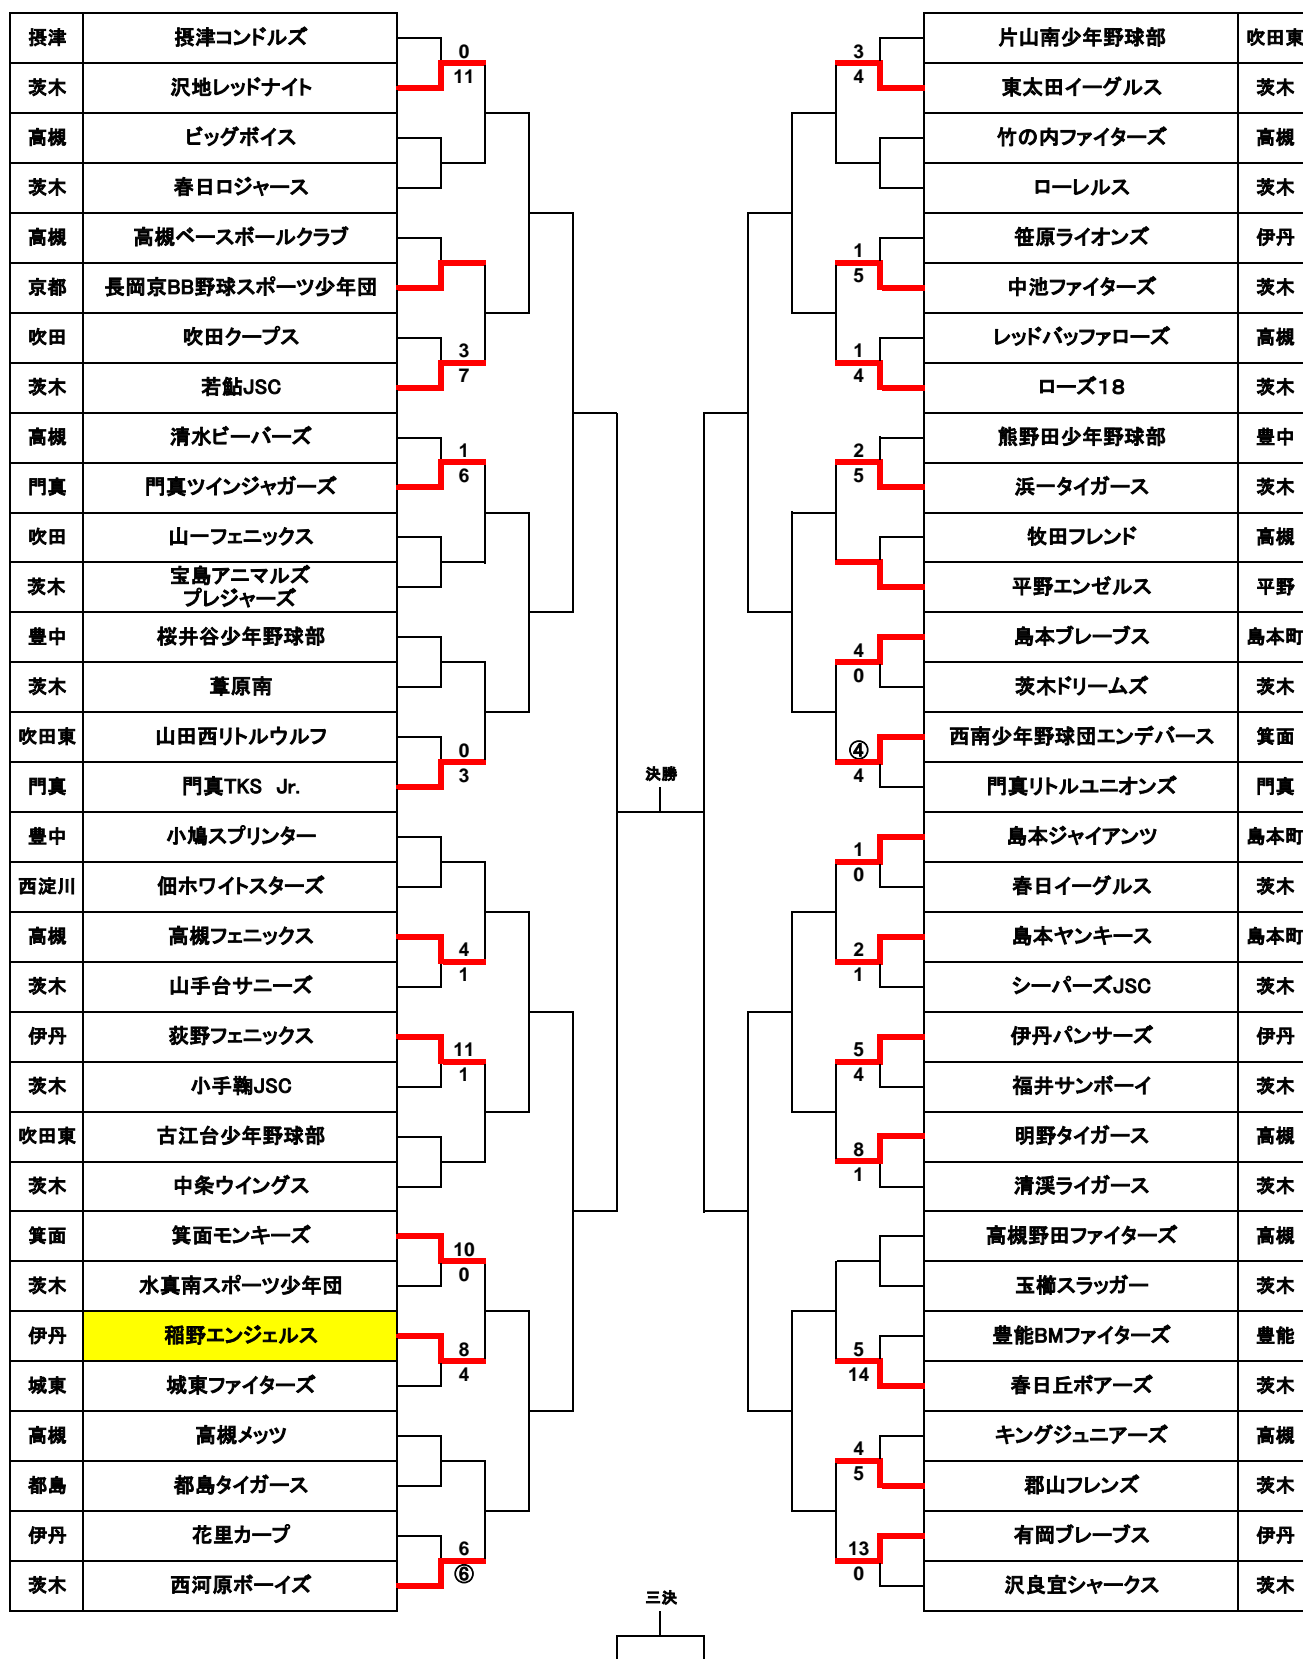 摂津 摂津コンドルズ
0
茨木 沢地レッドナイト
11
高槻 ビッグボイス
茨木 春日ロジャース
高槻 高槻ベースボールクラブ
京都 長岡京BB野球スポーツ少年団
吹田 吹田クープス
3
茨木 若鮎JSC
7
高槻 清水ビーバーズ
1
門真 門真ツインジャガーズ
6
吹田 山一フェニックス
茨木 宝島アニマルズ
プレジャーズ
豊中 桜井谷少年野球部
茨木 葦原南
吹田東 山田西リトルウルフ
0
門真 門真TKS Jr.
3
豊中 小鳩スプリンター
西淀川 佃ホワイトスターズ
高槻 高槻フェニックス
4
茨木 山手台サニーズ
1
伊丹 荻野フェニックス
11
茨木 小手鞠JSC
1
吹田東 古江台少年野球部
茨木 中条ウイングス
箕面 箕面モンキーズ
10
茨木 水真南スポーツ少年団
0
伊丹 稲野エンジェルス
8
城東 城東ファイターズ
4
高槻 高槻メッツ
都島 都島タイガース
伊丹 花里カープ
6
茨木 西河原ボーイズ
⑥
決勝
三決
片山南少年野球部 吹田東
3
東太田イーグルス 茨木
4
竹の内ファイターズ 高槻
ローレルス 茨木
笹原ライオンズ 伊丹
1
中池ファイターズ 茨木
5
レッドバッファローズ 高槻
1
ローズ18 茨木
4
熊野田少年野球部 豊中
2
浜一タイガース 茨木
5
牧田フレンド 高槻
平野エンゼルス 平野
島本ブレーブス 島本町
4
茨木ドリームズ 茨木
0
西南少年野球団エンデバース 箕面
④
門真リトルユニオンズ 門真
4
島本ジャイアンツ 島本町
1
春日イーグルス 茨木
0
島本ヤンキース 島本町
2
シーパーズJSC 茨木
1
伊丹パンサーズ 伊丹
5
福井サンボーイ 茨木
4
明野タイガース 高槻
8
清渓ライガース 茨木
1
高槻野田ファイターズ 高槻
玉櫛スラッガー 茨木
豊能BMファイターズ 豊能
5
春日丘ボアーズ 茨木
14
キングジュニアーズ 高槻
4
郡山フレンズ 茨木
5
有岡ブレーブス 伊丹
13
沢良宜シャークス 茨木
0